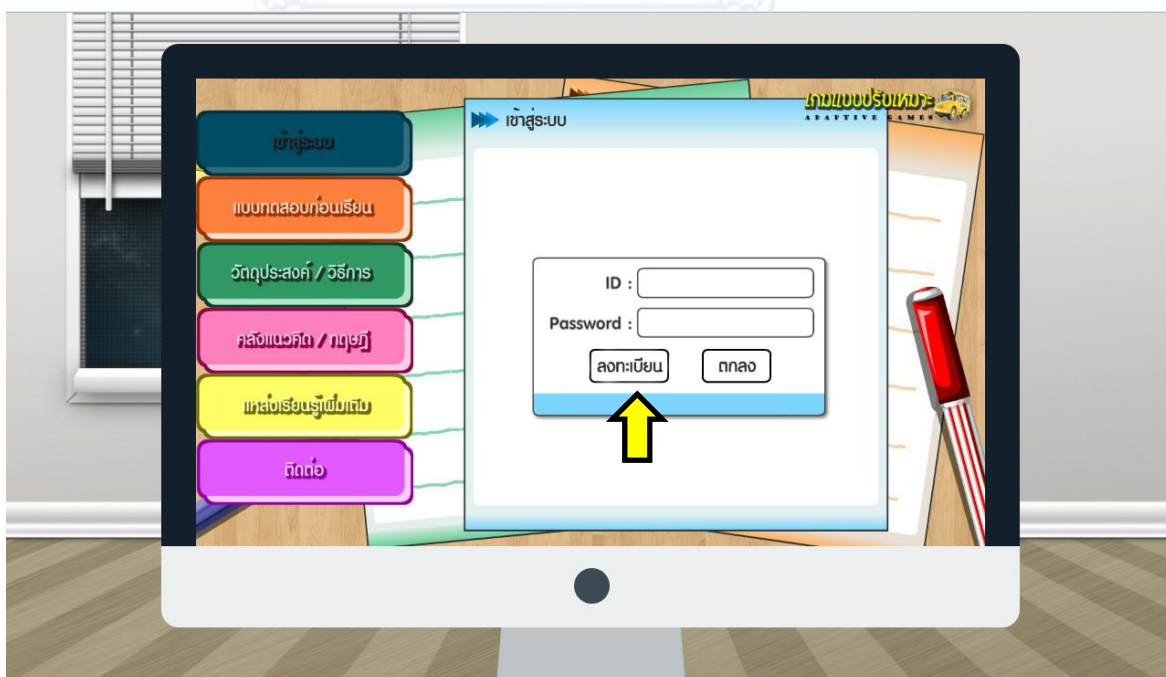 เกมแบบปรับเหมาะ
ADAPTIVE GAMES
เข้าสู่ระบบ
แบบทดสอบก่อนเรียน
วัตถุประสงค์ / วิธีการ
คลังแนวคิด / ทฤษฎี
แหล่งเรียนรู้เพิ่มเติม
ติดต่อ
เข้าสู่ระบบ
ID :
Password :
ลงทะเบียน
ตกลง